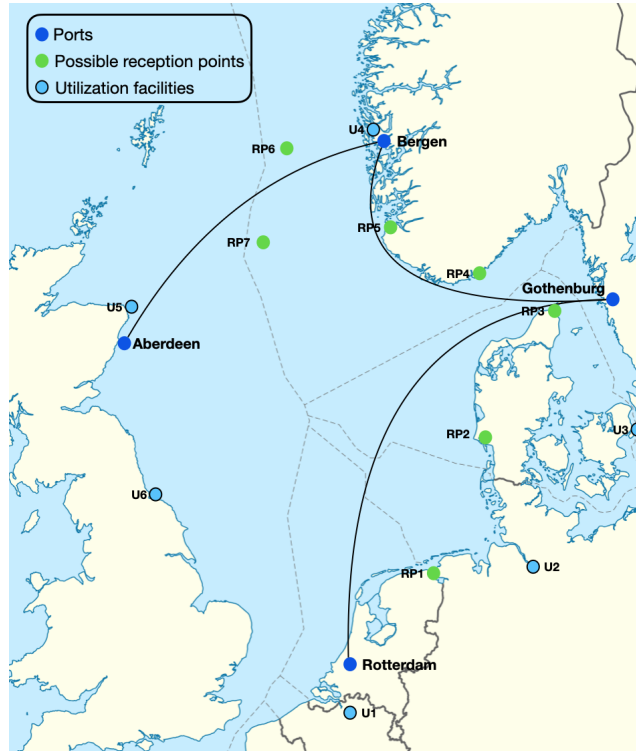 Ports
Possible reception points
Utilization facilities
U4
Bergen
RP6
RP5
RP7
RP4
Gothenburg
U5
RP3
Aberdeen
RP2
U3
U6
RP1
U2
Rotterdam
U1